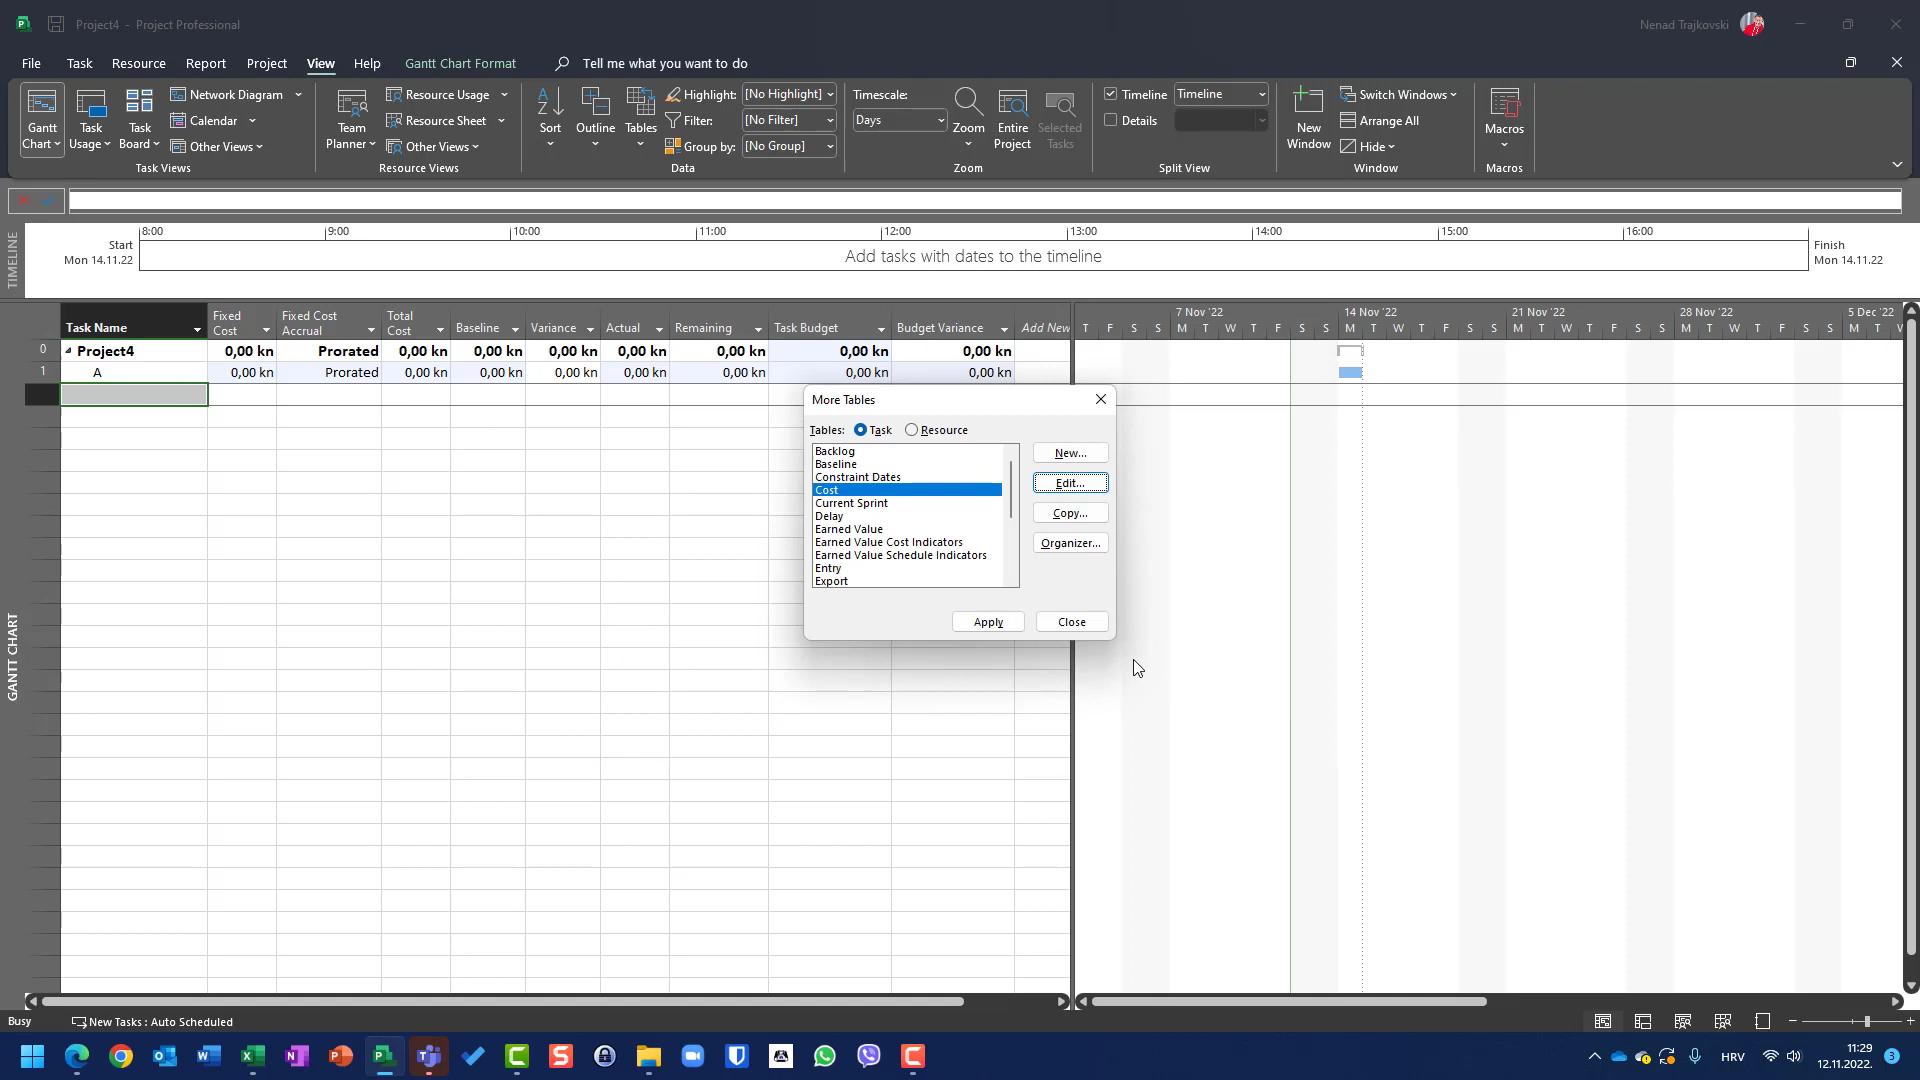 Project4 - Project Professional
Nenad Trajkovski
File Task Resource Report Project View Help Gantt Chart Format Tell me what you want to do
Gantt Chart
Task Usage
Task Board
Network Diagram
Calendar
Other Views
Task Views
Team Planner
Resource Usage
Resource Sheet
Other Views
Resource Views
Sort
Outline
Tables
Highlight: [No Highlight]
Filter: [No Filter]
Group by: [No Group]
Data
Timescale:
Days
Zoom
Entire Project
Selected Tasks
Zoom
Timeline Timeline
Details
Split View
New Window
Switch Windows
Arrange All
Hide
Window
Macros
Macros
TIMELINE
Start
Mon 14.11.22
8:00 9:00 10:00 11:00 12:00 13:00 14:00 15:00 16:00
Add tasks with dates to the timeline
Finish
Mon 14.11.22
Task Name Fixed Cost Fixed Cost Accrual Total Cost Baseline Variance Actual Remaining Task Budget Budget Variance Add New
7 Nov '22 14 Nov '22 21 Nov '22 28 Nov '22 5 Dec '22
T F S S M T W T F S S M T W T F S S M T W T F S S M T W T F S S M T W
0 Project4 0,00 kn Prorated 0,00 kn 0,00 kn 0,00 kn 0,00 kn 0,00 kn 0,00 kn 0,00 kn
1 A 0,00 kn Prorated 0,00 kn 0,00 kn 0,00 kn 0,00 kn 0,00 kn 0,00 kn 0,00 kn
GANTT CHART
More Tables
Tables: Task Resource
Backlog
Baseline
Constraint Dates
Cost
Current Sprint
Delay
Earned Value
Earned Value Cost Indicators
Earned Value Schedule Indicators
Entry
Export
New...
Edit...
Copy...
Organizer...
Apply Close
Busy New Tasks : Auto Scheduled
HRV
11:29
12.11.2022.
3